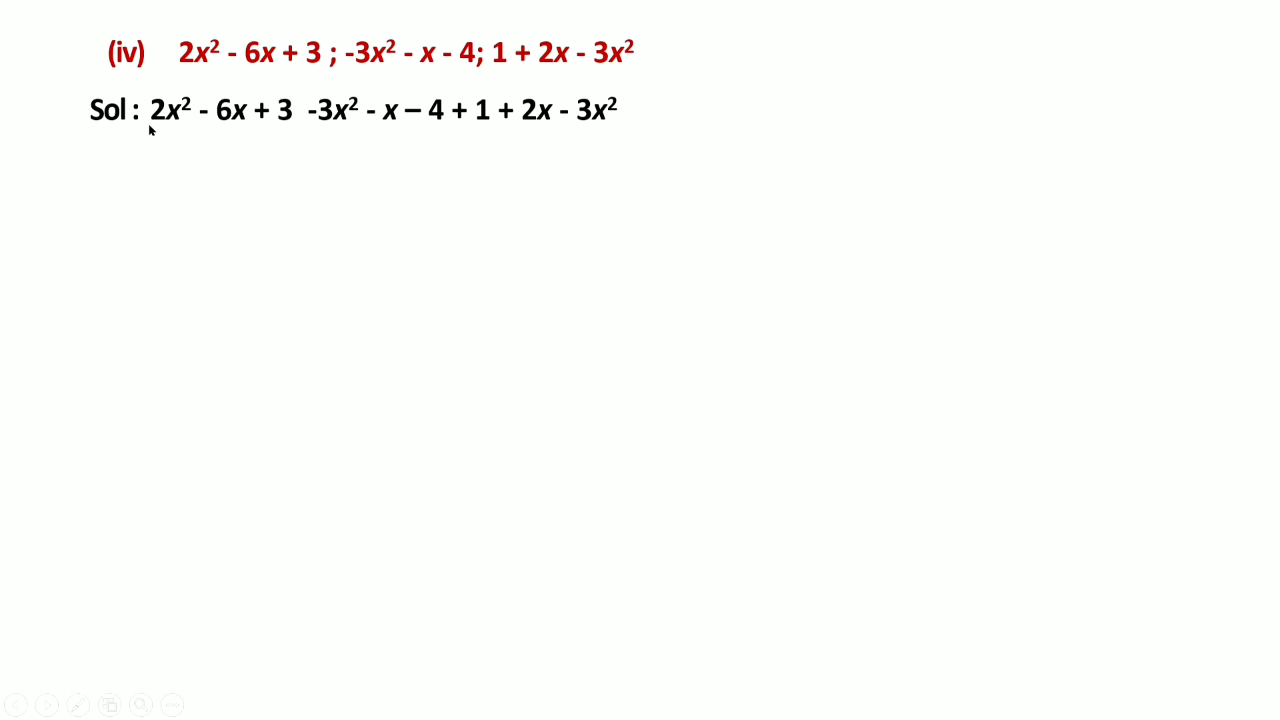 (iv) 2x² - 6x + 3 ; -3x² - x - 4; 1 + 2x - 3x²
Sol : 2x² - 6x + 3 -3x² - x – 4 + 1 + 2x - 3x²